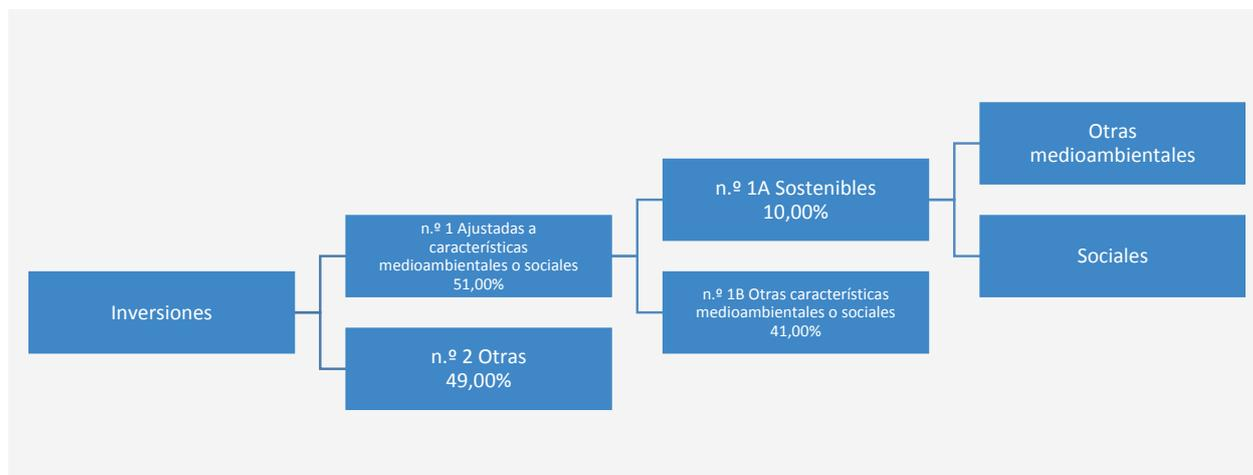 Inversiones
n.º 1 Ajustadas a
características
medioambientales o sociales
51,00%
n.º 2 Otras
49,00%
n.º 1A Sostenibles
10,00%
n.º 1B Otras características
medioambientales o sociales
41,00%
Otras
medioambientales
Sociales